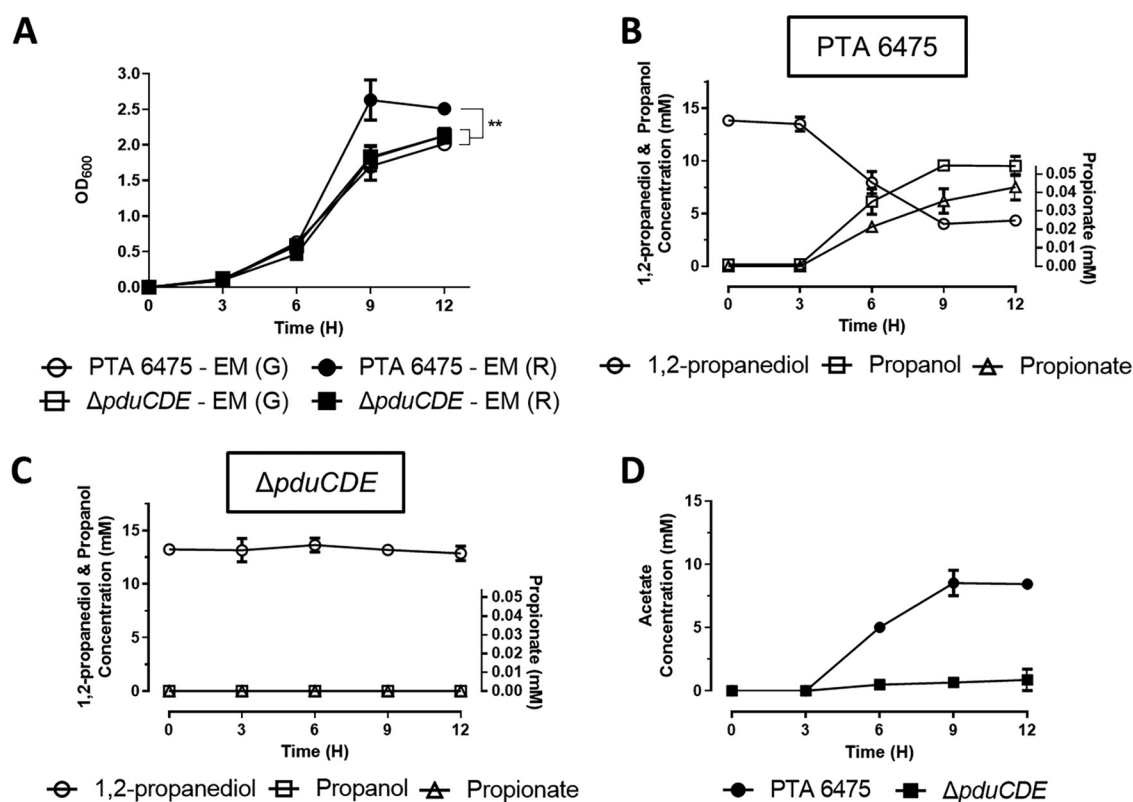 A
3.0
2.5
2.0
1.5
1.0
0.5
0.0
OD600
0 3 6 9 12
Time (H)
**
PTA 6475 - EM (G) PTA 6475 - EM (R)
ΔpduCDE - EM (G) ΔpduCDE - EM (R)
B
PTA 6475
1,2-propanediol & Propanol
Concentration (mM)
15
10
5
0
0.05
0.04
0.03
0.02
0.01
0.00
Propionate (mM)
0 3 6 9 12
Time (H)
1,2-propanediol Propanol Propionate
C
ΔpduCDE
1,2-propanediol & Propanol
Concentration (mM)
15
10
5
0
0.05
0.04
0.03
0.02
0.01
0.00
Propionate (mM)
0 3 6 9 12
Time (H)
1,2-propanediol Propanol Propionate
D
Acetate
Concentration (mM)
15
10
5
0
0 3 6 9 12
Time (H)
PTA 6475 ΔpduCDE